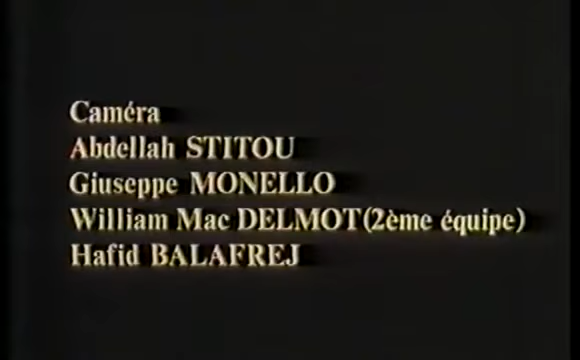 Caméra
Abdellah STITOU
Giuseppe MONELLO
William Mac DELMOT(2ème équipe)
Hafid BALAFREJ